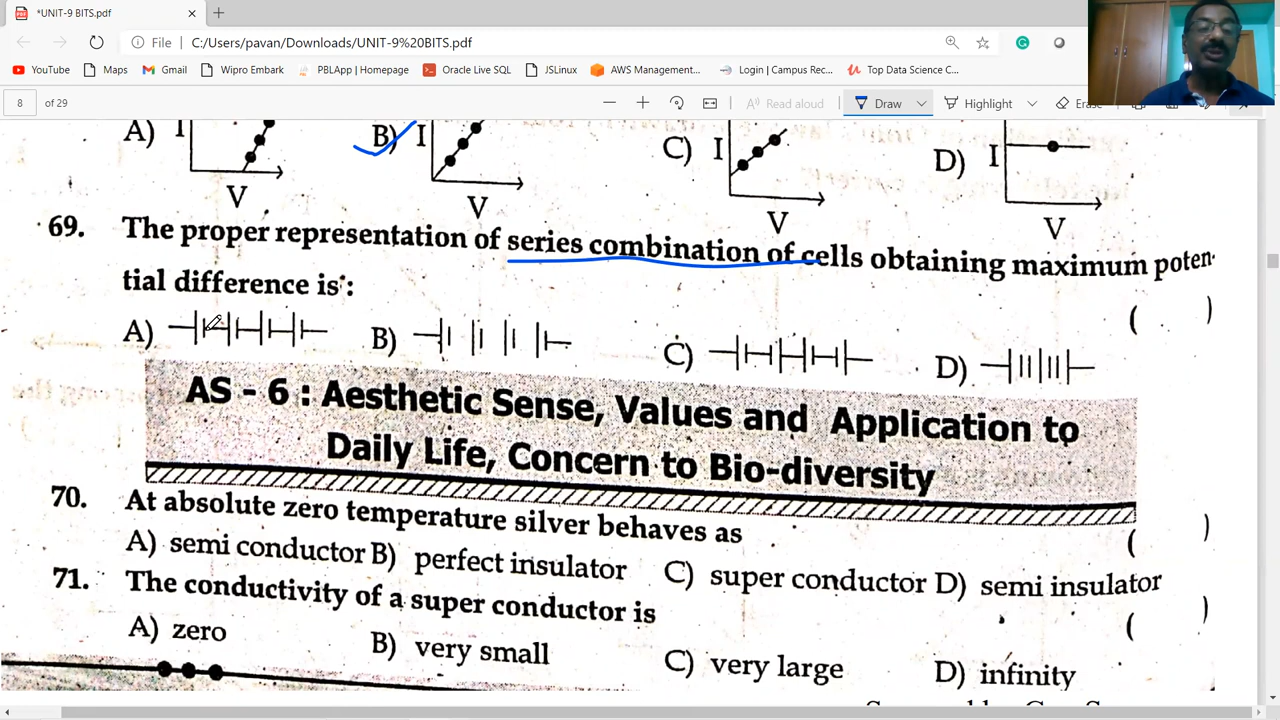 *UNIT-9 BITS.pdf
File C:/Users/pavan/Downloads/UNIT-9%20BITS.pdf
YouTube Maps Gmail Wipro Embark PBLApp | Homepage Oracle Live SQL JSLinux AWS Management... Login | Campus Rec... Top Data Science C...
8 of 29 Read aloud Draw Highlight Erase
A) I V B) I V C) I V D) I V
69. The proper representation of series combination of cells obtaining maximum poten-
tial difference is : ( )
A) B) C) D)
AS - 6 : Aesthetic Sense, Values and Application to
Daily Life, Concern to Bio-diversity
70. At absolute zero temperature silver behaves as ( )
A) semi conductor B) perfect insulator C) super conductor D) semi insulator
71. The conductivity of a super conductor is ( )
A) zero B) very small C) very large D) infinity